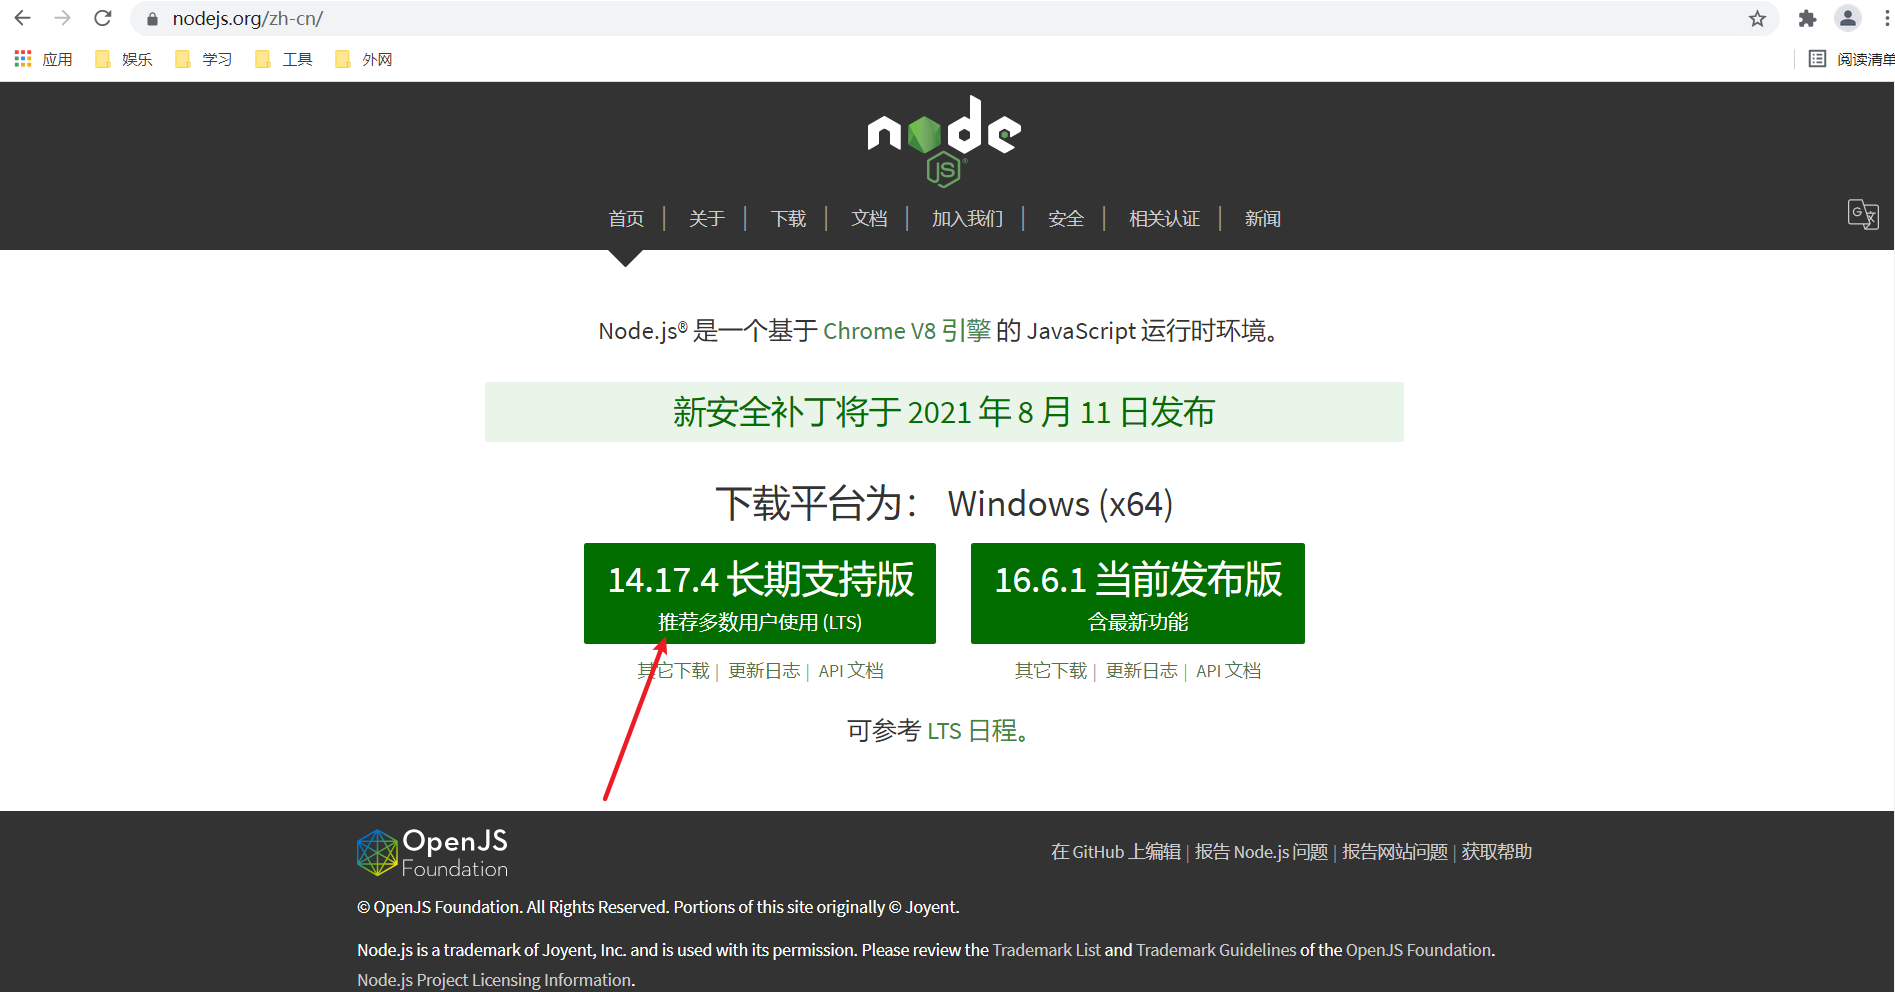 nodejs.org/zh-cn/
应用 娱乐 学习 工具 外网 阅读清单
node
JS
首页 | 关于 | 下载 | 文档 | 加入我们 | 安全 | 相关认证 | 新闻
Node.js® 是一个基于 Chrome V8 引擎 的 JavaScript 运行时环境。
新安全补丁将于 2021 年 8 月 11 日发布
下载平台为： Windows (x64)
14.17.4 长期支持版
推荐多数用户使用 (LTS)
其它下载 | 更新日志 | API 文档
16.6.1 当前发布版
含最新功能
其它下载 | 更新日志 | API 文档
可参考 LTS 日程。
OpenJS
Foundation
在 GitHub 上编辑 | 报告 Node.js 问题 | 报告网站问题 | 获取帮助
© OpenJS Foundation. All Rights Reserved. Portions of this site originally © Joyent.
Node.js is a trademark of Joyent, Inc. and is used with its permission. Please review the Trademark List and Trademark Guidelines of the OpenJS Foundation.
Node.js Project Licensing Information.